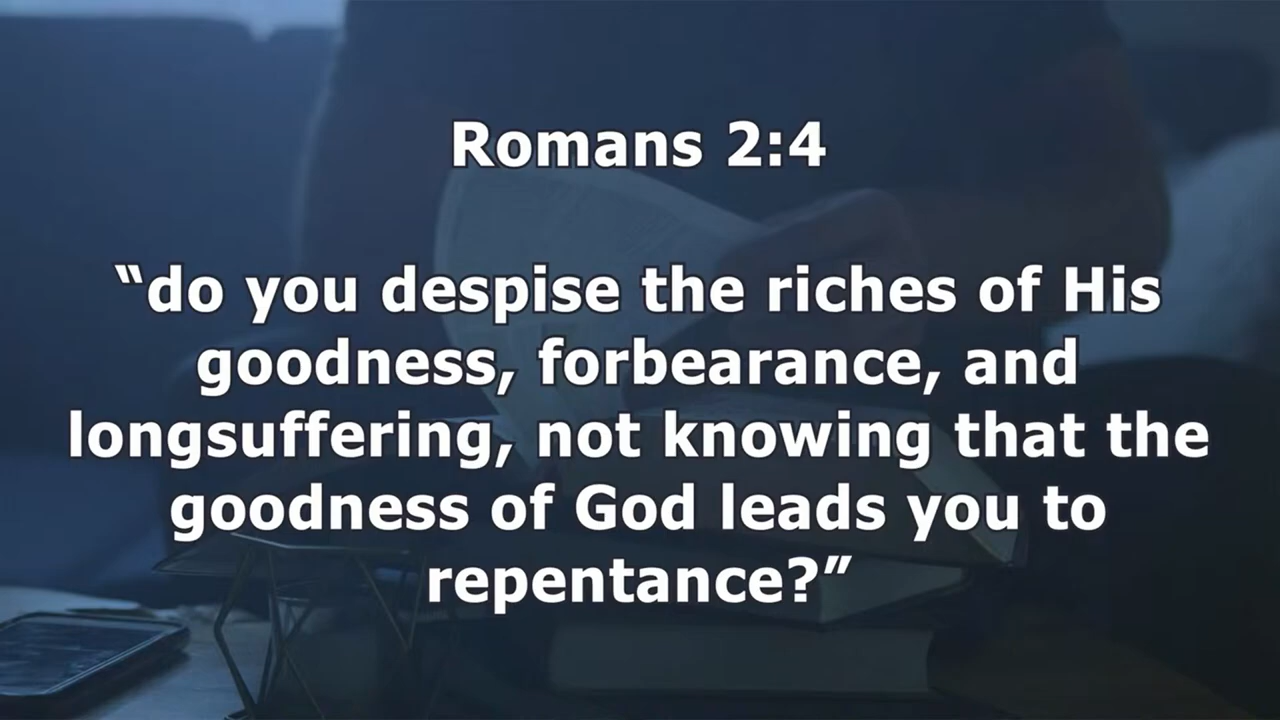 Romans 2:4
“do you despise the riches of His
goodness, forbearance, and
longsuffering, not knowing that the
goodness of God leads you to
repentance?”